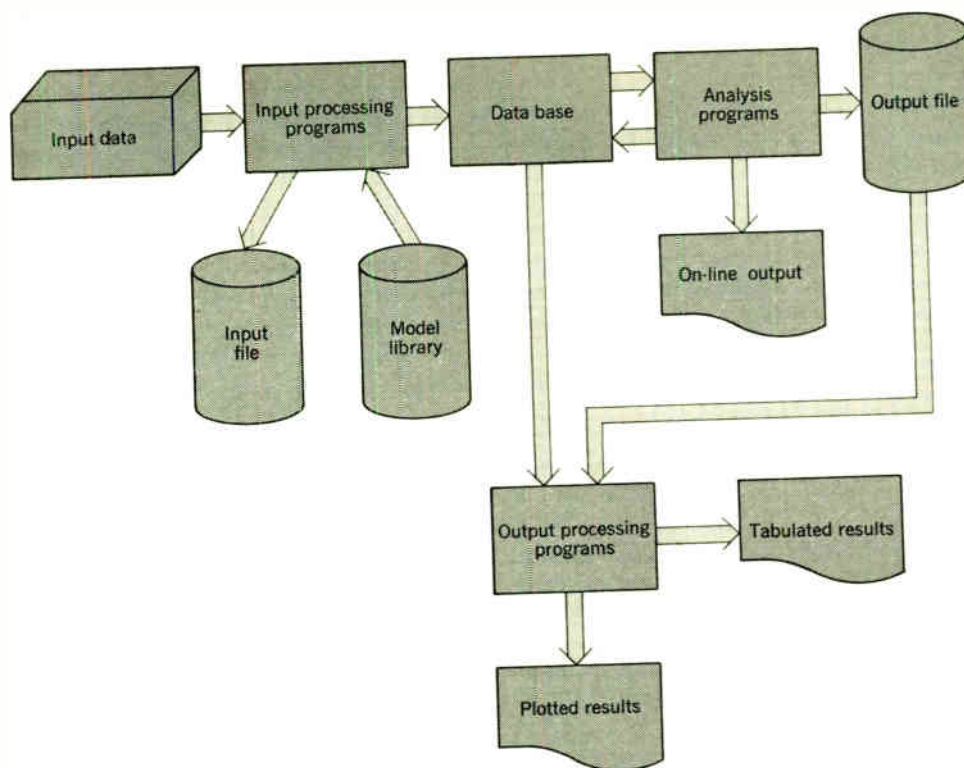 Input data
Input processing
programs
Data base
Analysis
programs
Output file
On-line output
Input
file
Model
library
Output processing
programs
Tabulated results
Plotted results